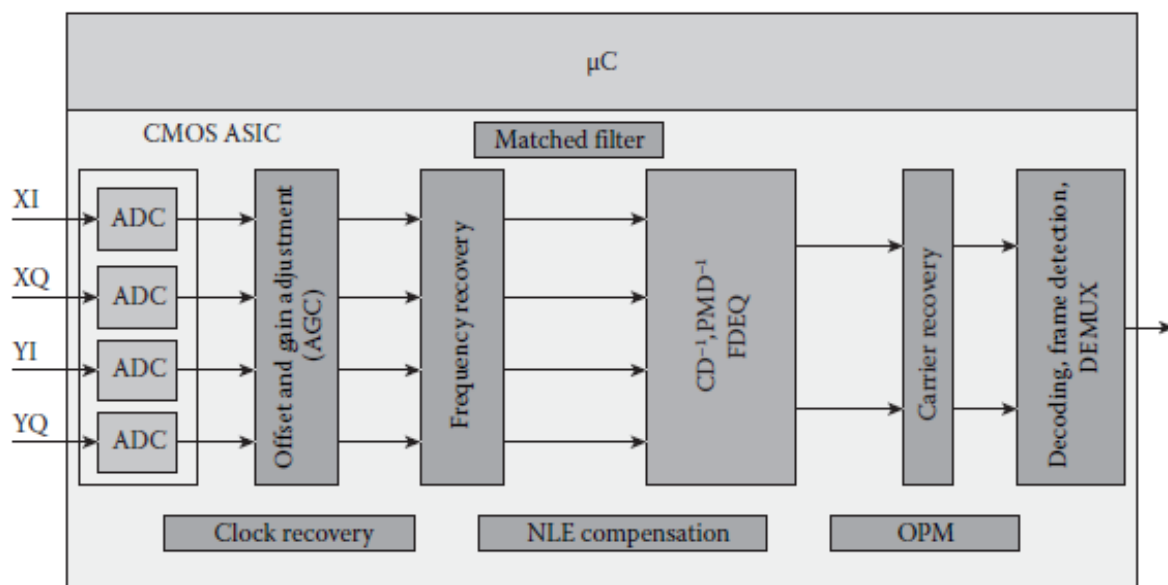 μC
CMOS ASIC
Matched filter
XI
XQ
YI
YQ
ADC
ADC
ADC
ADC
Offset and gain adjustment
(AGC)
Frequency recovery
CD⁻¹,PMD⁻¹
FDEQ
Carrier recovery
Decoding, frame detection,
DEMUX
Clock recovery
NLE compensation
OPM